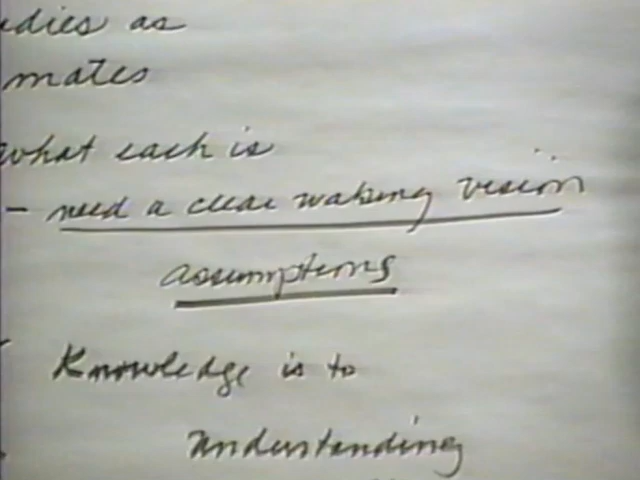 dies as
mates
what each is
- need a clear waking vision
assumptions
Knowledge is to
understanding